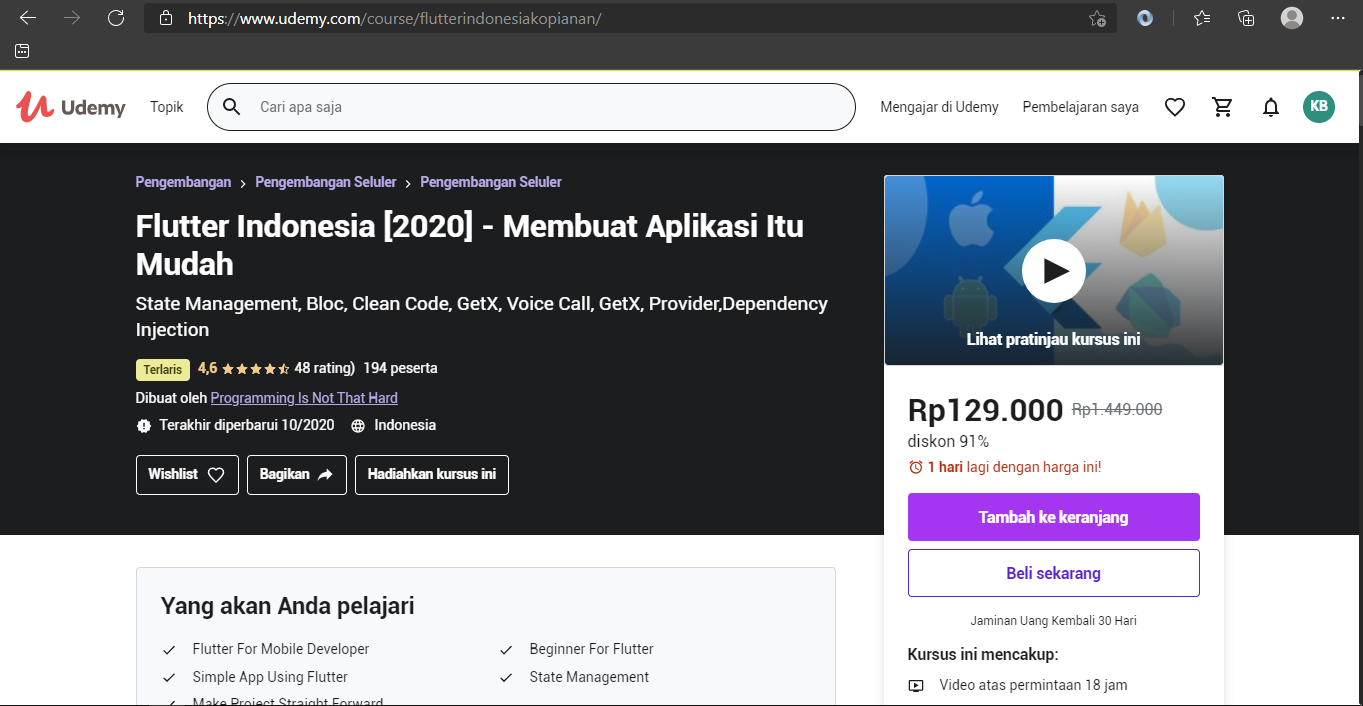 https://www.udemy.com/course/flutterindonesiakopianan/
Udemy
Topik
Cari apa saja
Mengajar di Udemy
Pembelajaran saya
KB
Pengembangan
Pengembangan Seluler
Pengembangan Seluler
Flutter Indonesia [2020] - Membuat Aplikasi Itu
Mudah
State Management, Bloc, Clean Code, GetX, Voice Call, GetX, Provider,Dependency
Injection
Terlaris 4,6 48 rating) 194 peserta
Dibuat oleh Programming Is Not That Hard
Terakhir diperbarui 10/2020 Indonesia
Wishlist
Bagikan
Hadiahkan kursus ini
Lihat pratinjau kursus ini
Rp129.000 Rp1.449.000
diskon 91%
1 hari lagi dengan harga ini!
Tambah ke keranjang
Beli sekarang
Jaminan Uang Kembali 30 Hari
Kursus ini mencakup:
Video atas permintaan 18 jam
Yang akan Anda pelajari
Flutter For Mobile Developer
Beginner For Flutter
Simple App Using Flutter
State Management
Make Project Straight Forward